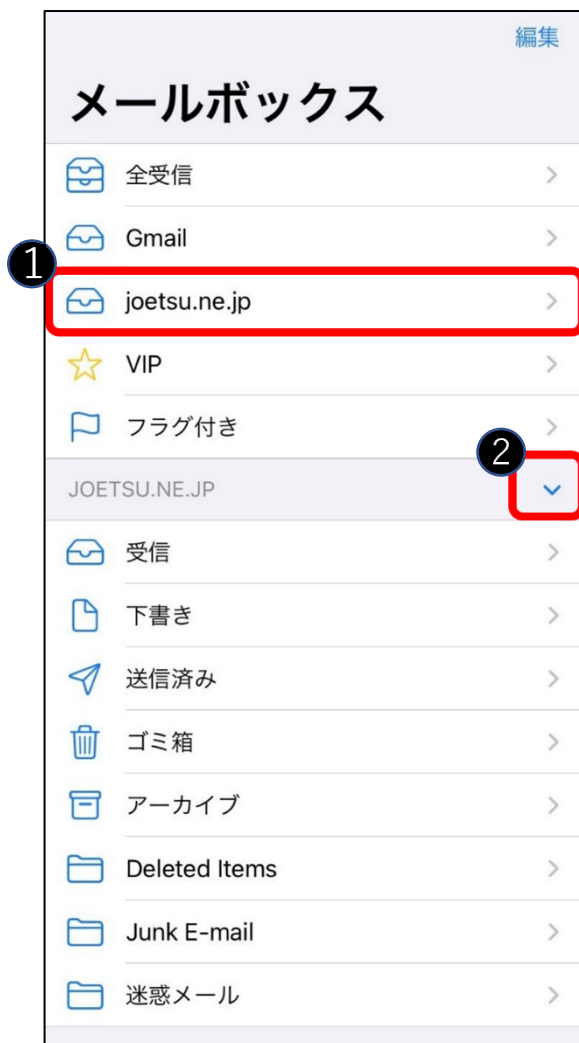 編集
メールボックス
全受信
Gmail
1
joetsu.ne.jp
VIP
フラグ付き
2
JOETSU.NE.JP
受信
下書き
送信済み
ゴミ箱
アーカイブ
Deleted Items
Junk E-mail
迷惑メール